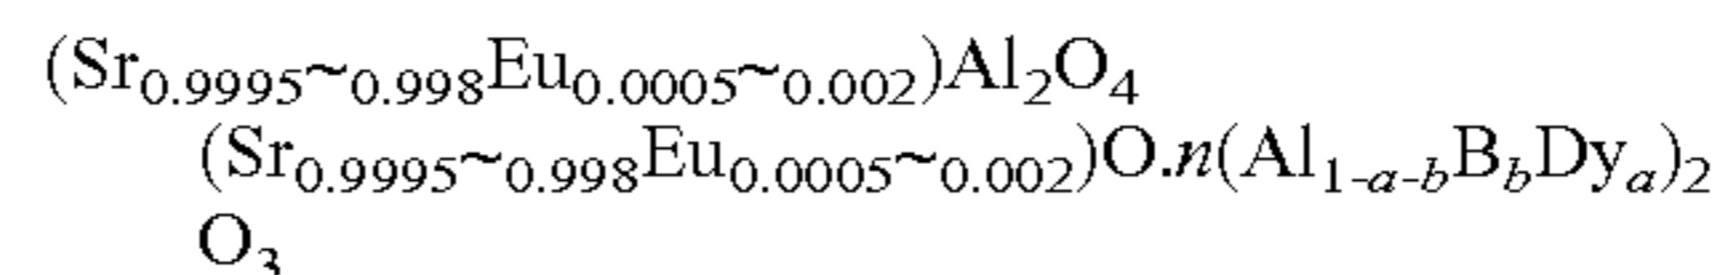 (Sr₀.₉₉₉₅~₀.₉₉₈Eu₀.₀₀₀₅~₀.₀₀₂)Al₂O₄
(Sr₀.₉₉₉₅~₀.₉₉₈Eu₀.₀₀₀₅~₀.₀₀₂)O.n(Al₁₋ₐ₋bBbDyₐ)₂
O₃